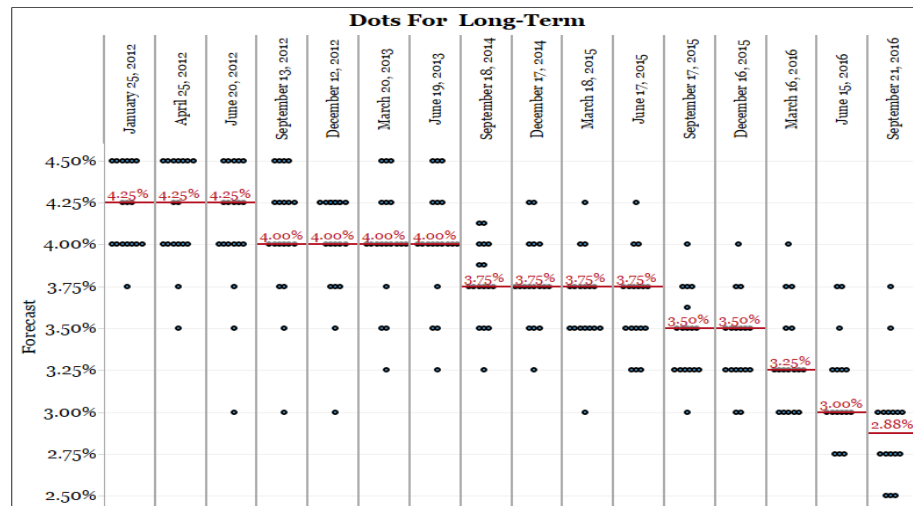 Dots For Long-Term
January 25, 2012
April 25, 2012
June 20, 2012
September 13, 2012
December 12, 2012
March 20, 2013
June 19, 2013
September 18, 2014
December 17, 2014
March 18, 2015
June 17, 2015
September 17, 2015
December 16, 2015
March 16, 2016
June 15, 2016
September 21, 2016
Forecast
4.50%
4.25%
4.00%
3.75%
3.50%
3.25%
3.00%
2.75%
2.50%
4.25%
4.25%
4.25%
4.00%
4.00%
4.00%
4.00%
3.75%
3.75%
3.75%
3.75%
3.50%
3.50%
3.25%
3.00%
2.88%